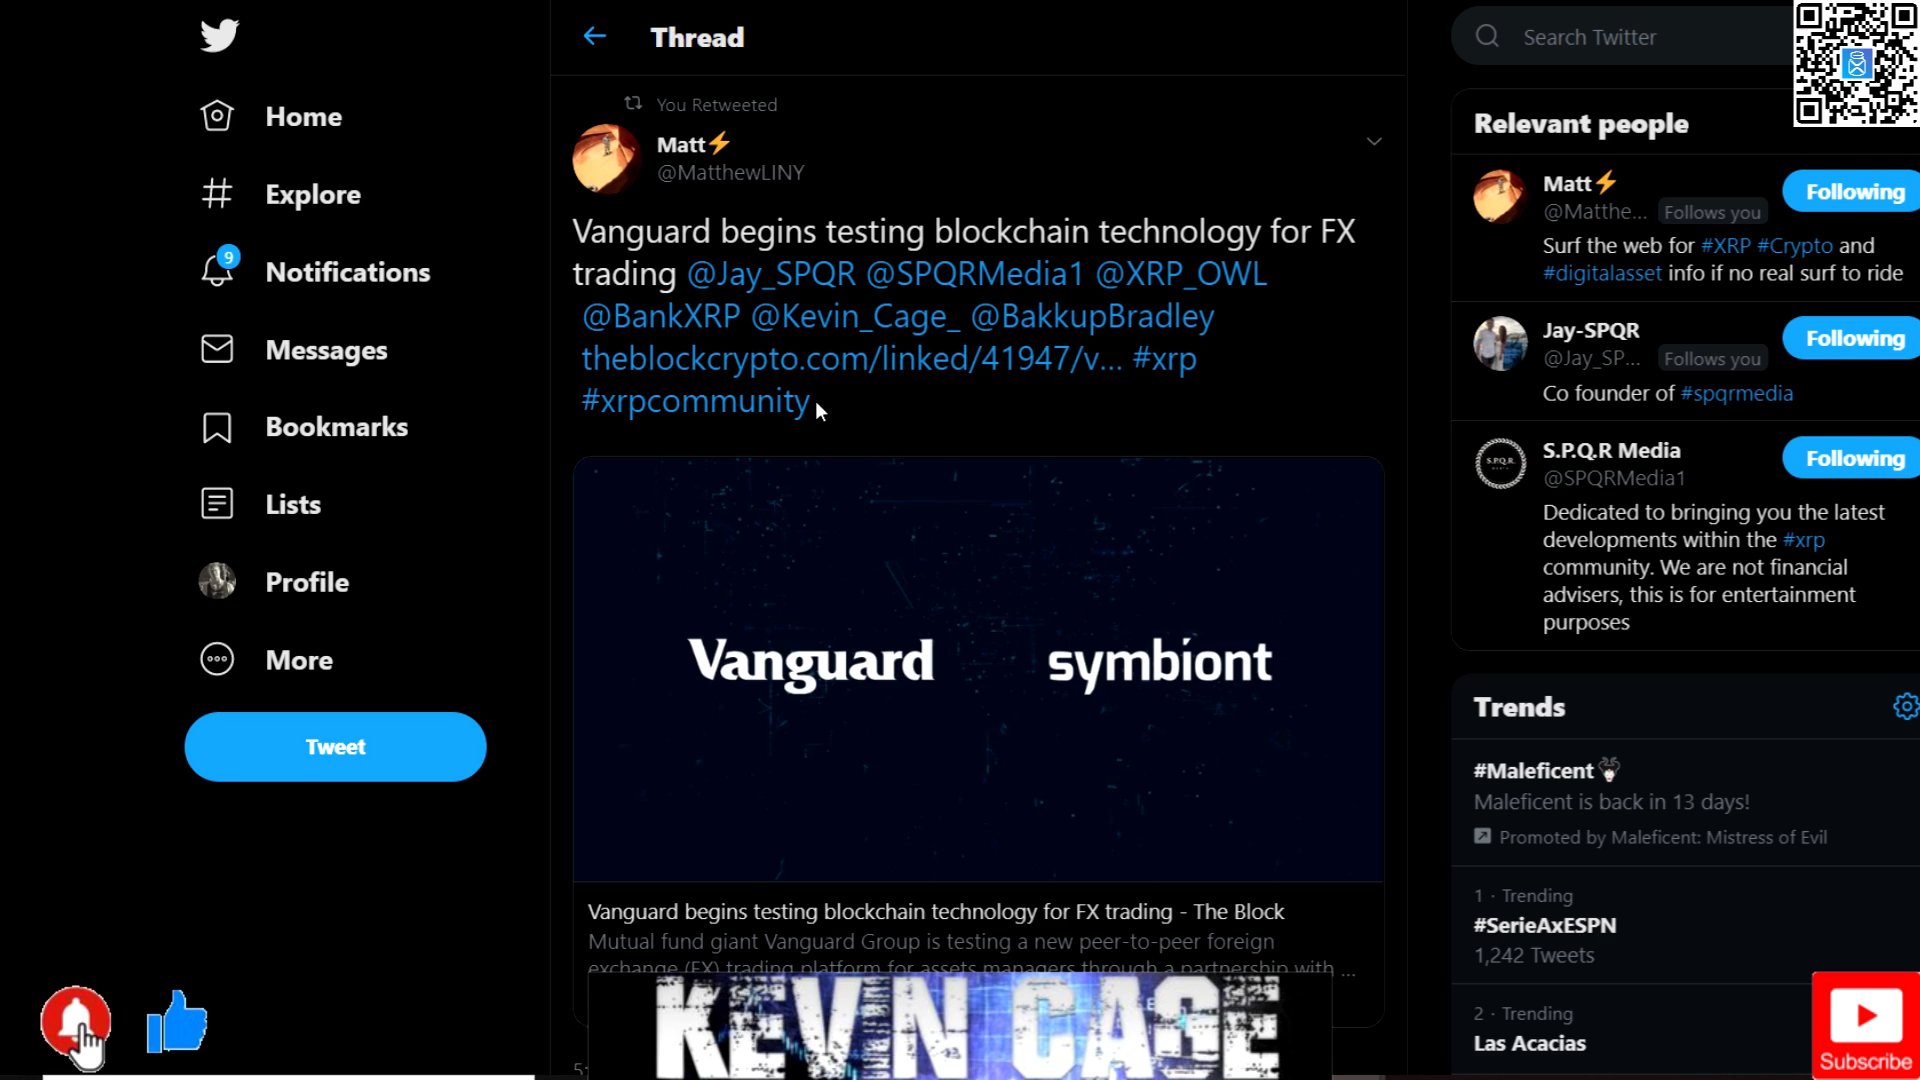 Home
Explore
9
Notifications
Messages
Bookmarks
Lists
Profile
More
Tweet
Thread
You Retweeted
Matt⚡
@MatthewLINY
Vanguard begins testing blockchain technology for FX
trading @Jay_SPQR @SPQRMedia1 @XRP_OWL
@BankXRP @Kevin_Cage_ @BakkupBradley
theblockcrypto.com/linked/41947/v... #xrp
#xrpcommunity
Vanguard
symbiont
Vanguard begins testing blockchain technology for FX trading - The Block
Mutual fund giant Vanguard Group is testing a new peer-to-peer foreign
exchange (FX) trading platform for assets managers through a partnership with ...
KEVIN CAGE
Search Twitter
Relevant people
Matt⚡
Following
@Matthe... Follows you
Surf the web for #XRP #Crypto and
#digitalasset info if no real surf to ride
Jay-SPQR
Following
@Jay_SP... Follows you
Co founder of #spqrmedia
S.P.Q.R.
S.P.Q.R Media
Following
@SPQRMedia1
Dedicated to bringing you the latest
developments within the #xrp
community. We are not financial
advisers, this is for entertainment
purposes
Trends
#Maleficent
Maleficent is back in 13 days!
Promoted by Maleficent: Mistress of Evil
1 · Trending
#SerieAxESPN
1,242 Tweets
2 · Trending
Las Acacias
Subscribe